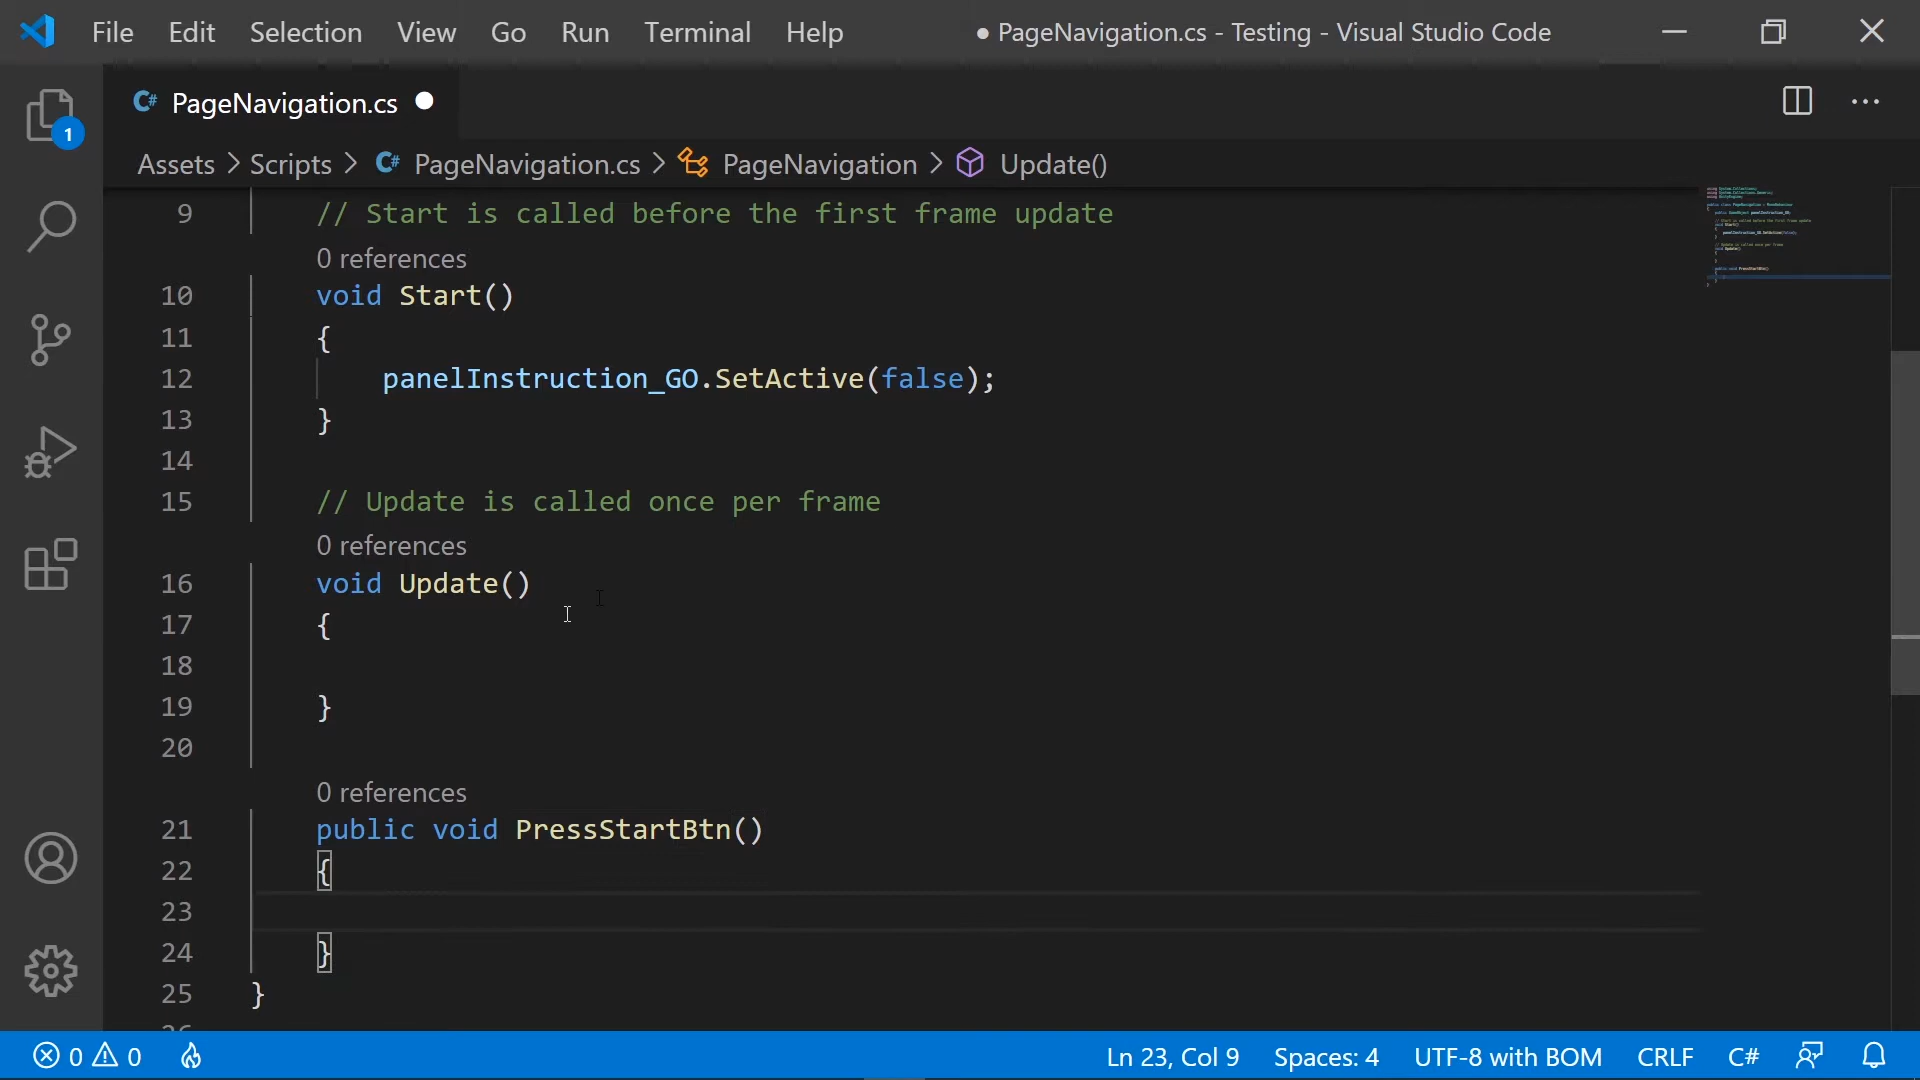 File Edit Selection View Go Run Terminal Help ● PageNavigation.cs - Testing - Visual Studio Code
C# PageNavigation.cs ●
Assets > Scripts > C# PageNavigation.cs > PageNavigation > Update()
1
9 // Start is called before the first frame update
0 references
10 void Start()
11 {
12 panelInstruction_GO.SetActive(false);
13 }
14
15 // Update is called once per frame
0 references
16 void Update()
17 {
18
19 }
20
0 references
21 public void PressStartBtn()
22 {
23
24 }
25 }
0 0 Ln 23, Col 9 Spaces: 4 UTF-8 with BOM CRLF C#